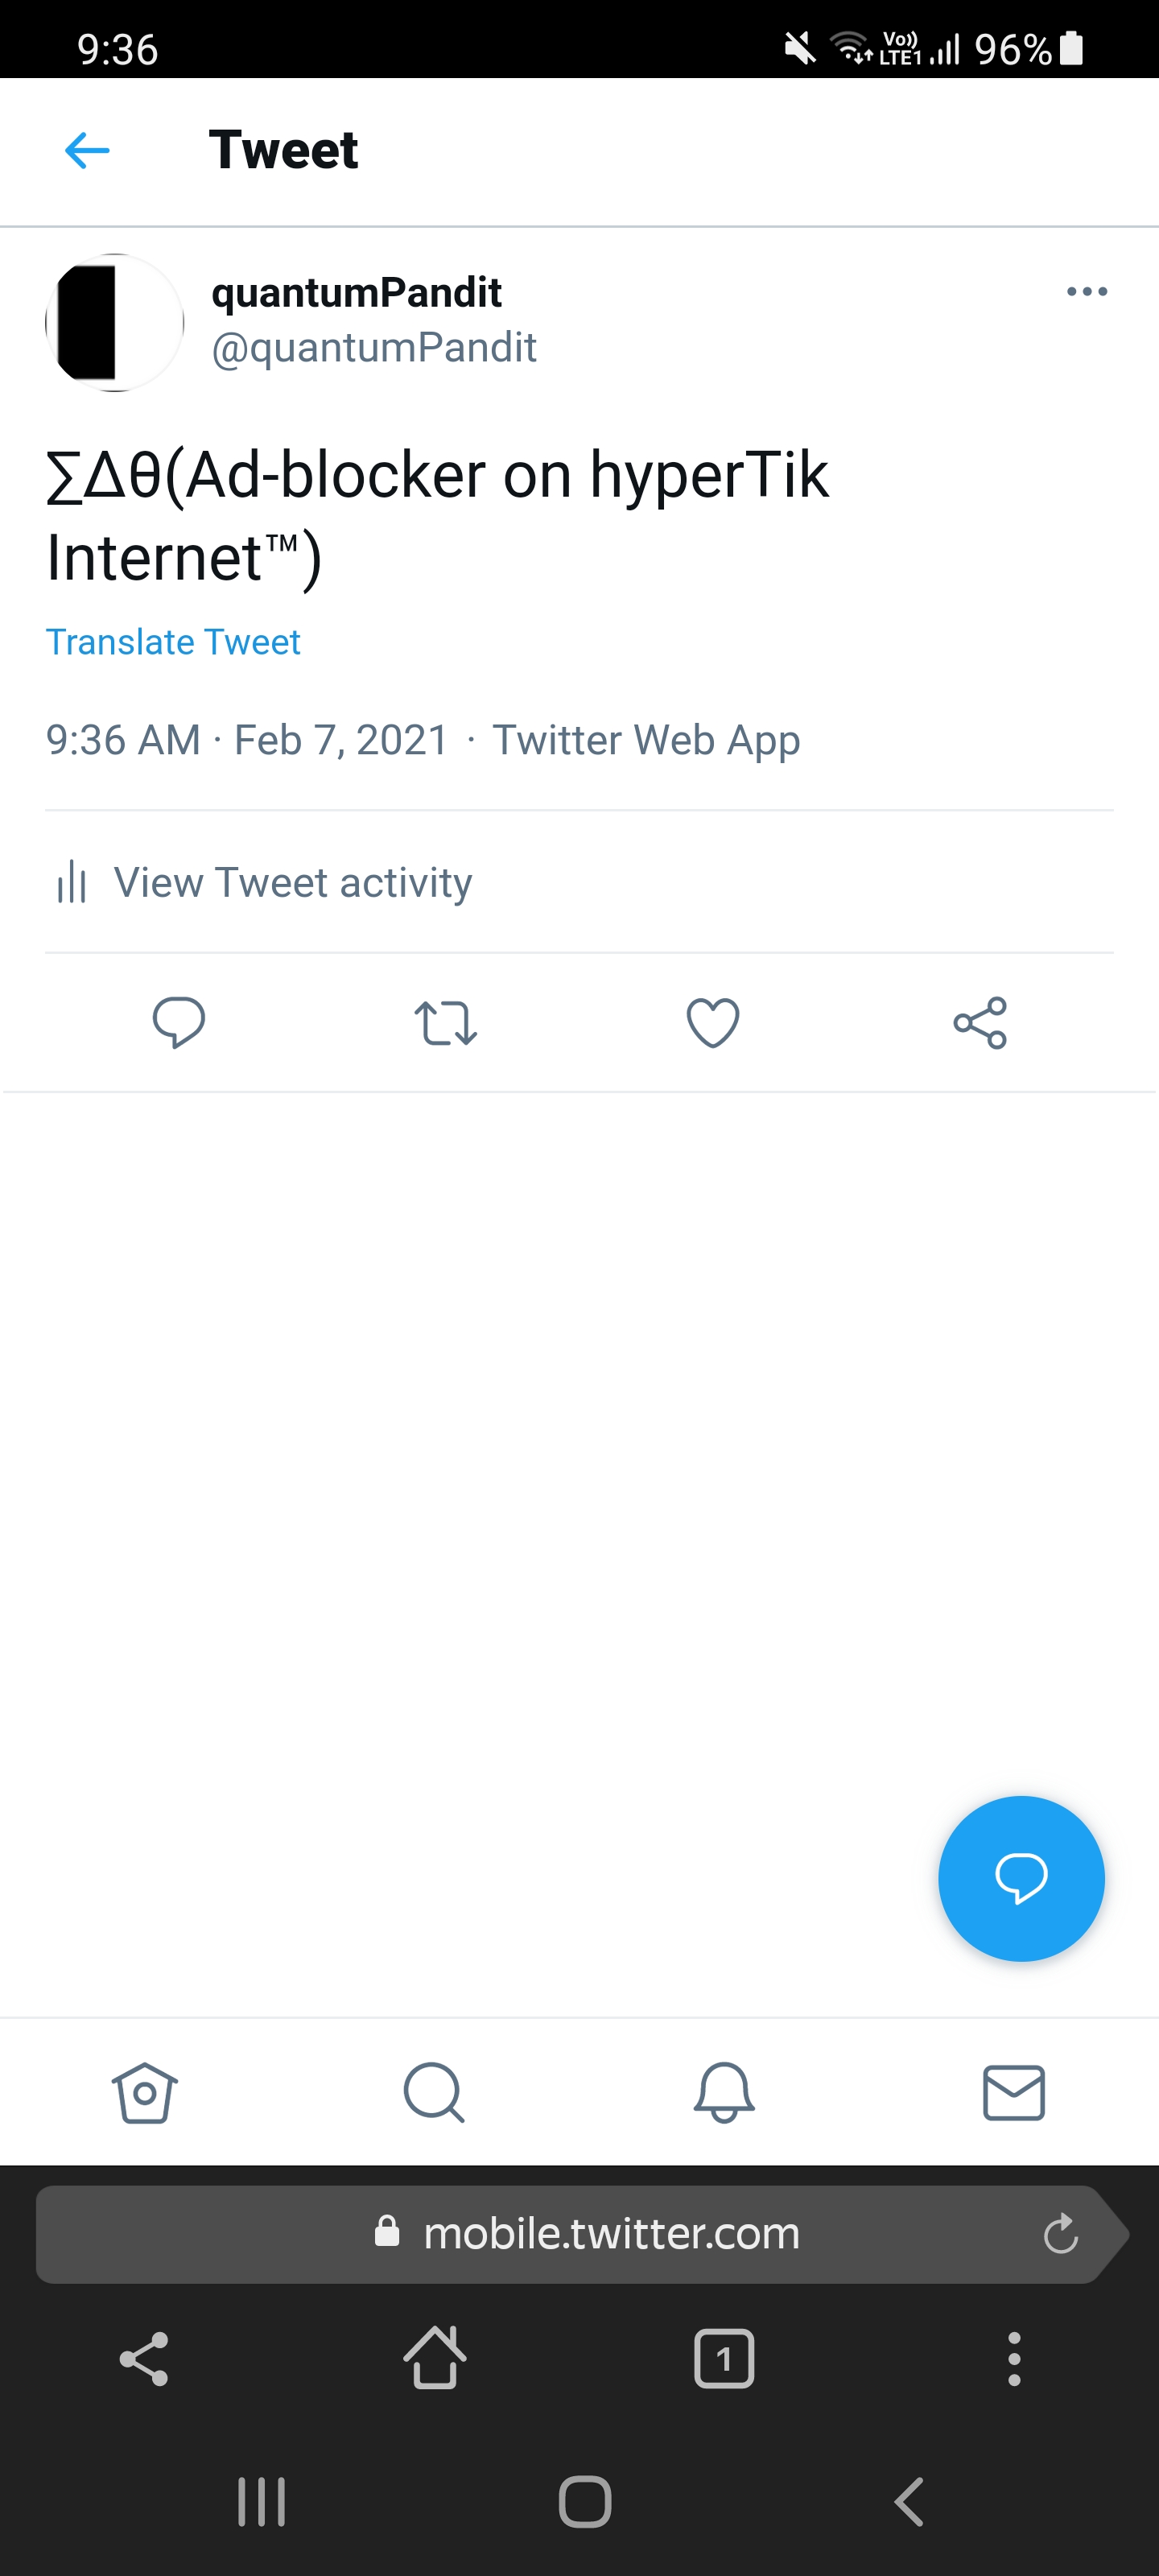 9:36 Vo)) LTE1 96%
Tweet
quantumPandit
@quantumPandit
∑Δθ(Ad-blocker on hyperTik
Internet™)
Translate Tweet
9:36 AM · Feb 7, 2021 · Twitter Web App
View Tweet activity
mobile.twitter.com
1